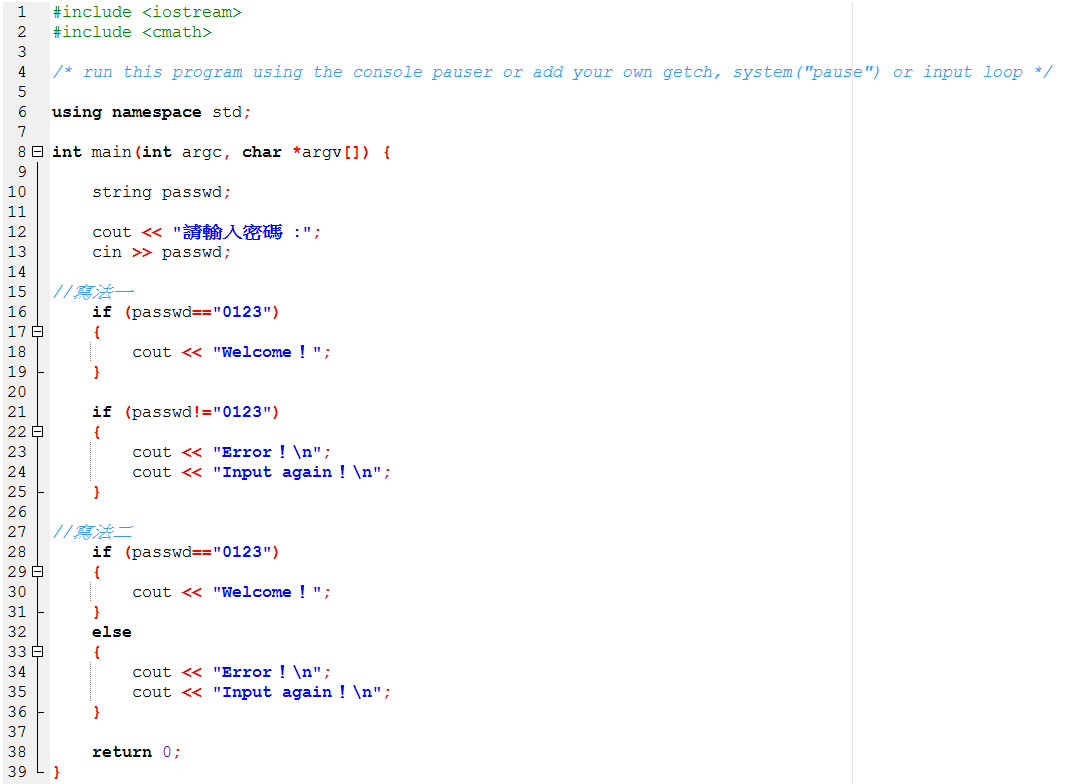 1 #include <iostream>
2 #include <cmath>
3
4 /* run this program using the console pauser or add your own getch, system("pause") or input loop */
5
6 using namespace std;
7
8 int main(int argc, char *argv[]) {
9
10 string passwd;
11
12 cout << "請輸入密碼 :";
13 cin >> passwd;
14
15 //寫法一
16 if (passwd=="0123")
17 {
18 cout << "Welcome！";
19 }
20
21 if (passwd!="0123")
22 {
23 cout << "Error！\n";
24 cout << "Input again！\n";
25 }
26
27 //寫法二
28 if (passwd=="0123")
29 {
30 cout << "Welcome！";
31 }
32 else
33 {
34 cout << "Error！\n";
35 cout << "Input again！\n";
36 }
37
38 return 0;
39 }